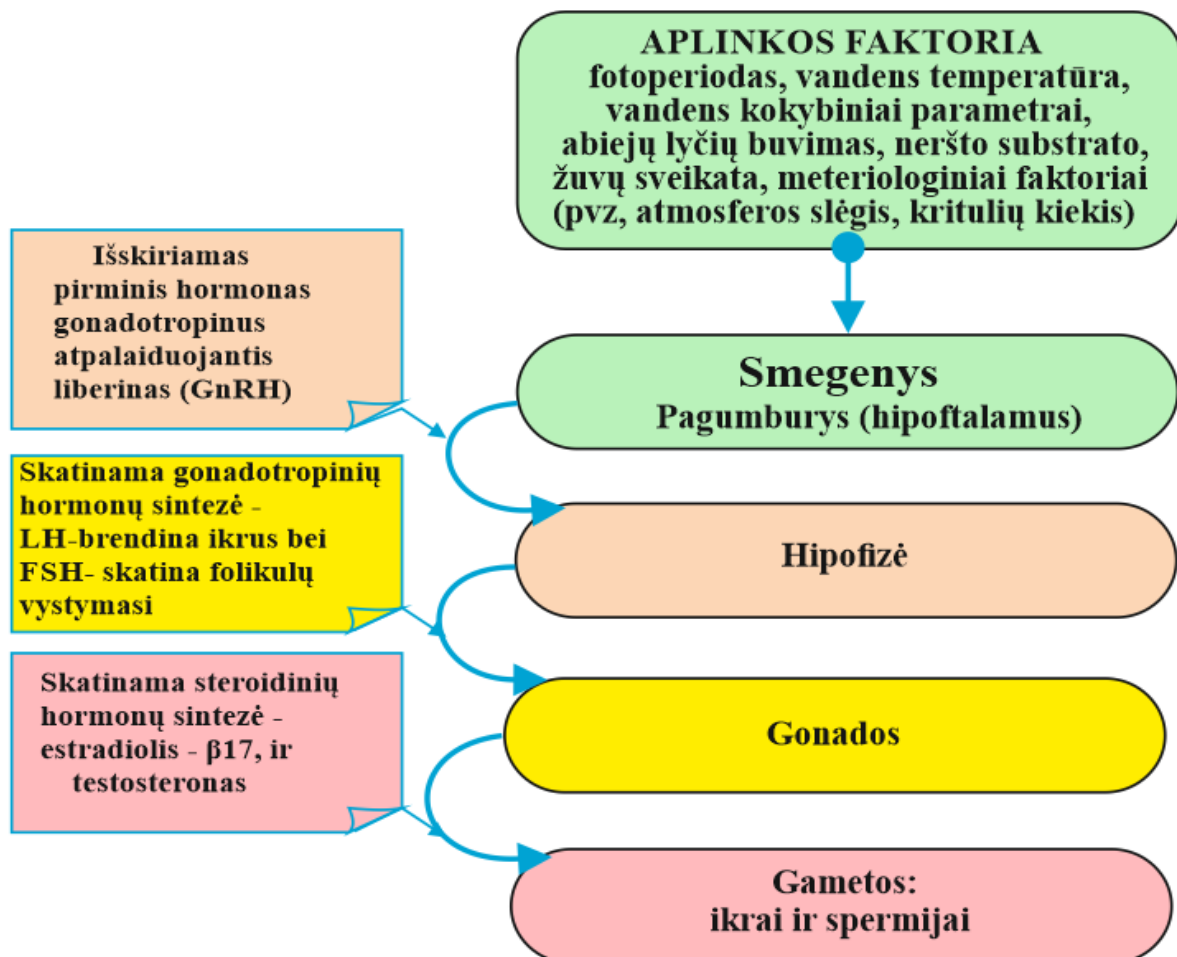 APLINKOS FAKTORIA
fotoperiodas, vandens temperatūra,
vandens kokybiniai parametrai,
abiejų lyčių buvimas, neršto substrato,
žuvų sveikata, meteriologiniai faktoriai
(pvz, atmosferos slėgis, kritulių kiekis)
Išskiriamas
pirminis hormonas
gonadotropinus
atpalaiduojantis
liberinas (GnRH)
Smegenys
Pagumburys (hipoftalamus)
Skatinama gonadotropinių
hormonų sintezė -
LH-brendina ikrus bei
FSH- skatina folikulų
vystymasi
Hipofizė
Skatinama steroidinių
hormonų sintezė -
estradiolis - β17, ir
testosteronas
Gonados
Gametos:
ikrai ir spermijai